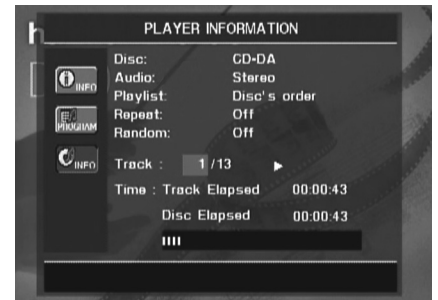 h
PLAYER INFORMATION
Disc: CD-DA
INFO
Audio: Stereo
Playlist: Disc's order
PROGRAM
Repeat: Off
Random: Off
INFO
Track : 1 /13
Time : Track Elapsed 00:00:43
Disc Elapsed 00:00:43